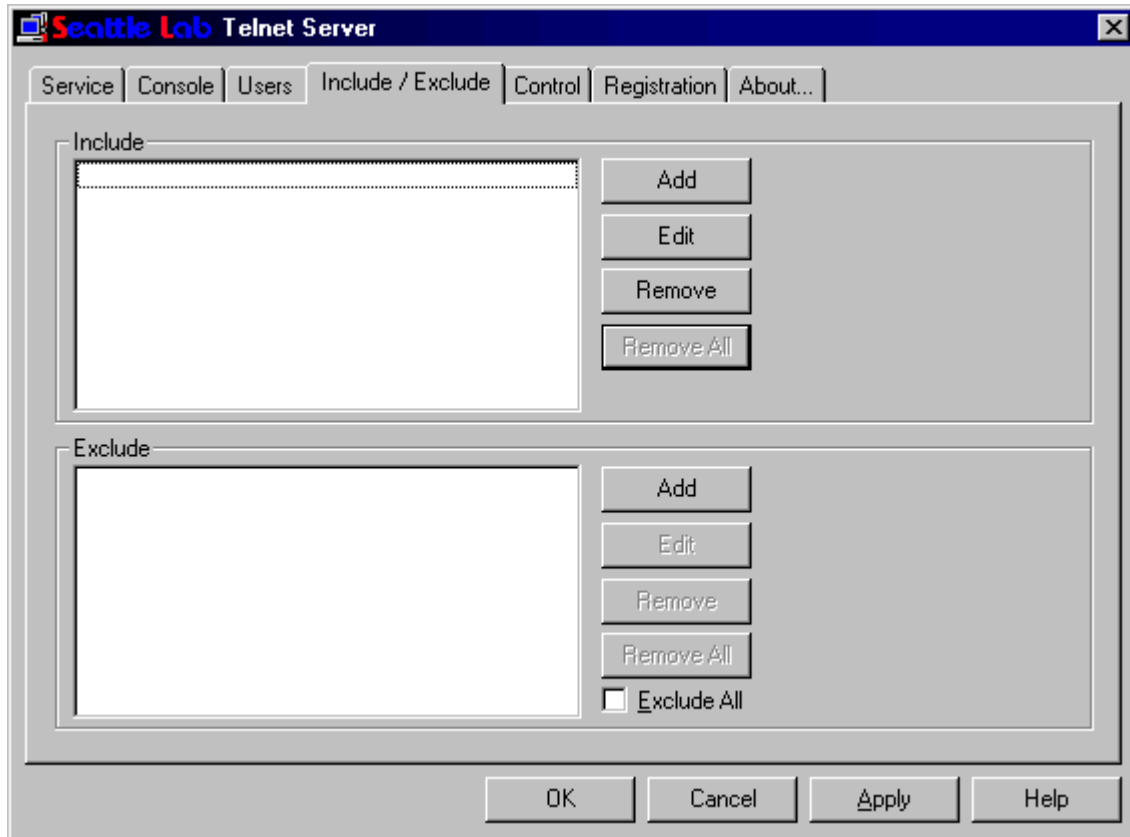 Seattle Lab Telnet Server
Service Console Users Include / Exclude Control Registration About...
Include
Add
Edit
Remove
Remove All
Exclude
Add
Edit
Remove
Remove All
Exclude All
OK Cancel Apply Help